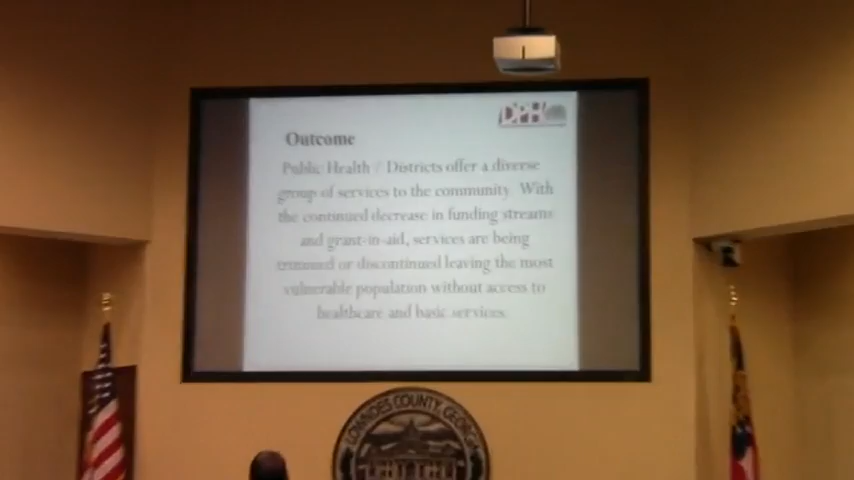 DPH
Outcome
Public Health / Districts offer a diverse
group of services to the community. With
the continued decrease in funding streams
and grant-in-aid, services are being
trimmed or discontinued leaving the most
vulnerable population without access to
healthcare and basic services.
LOWNDES COUNTY, GEORGIA